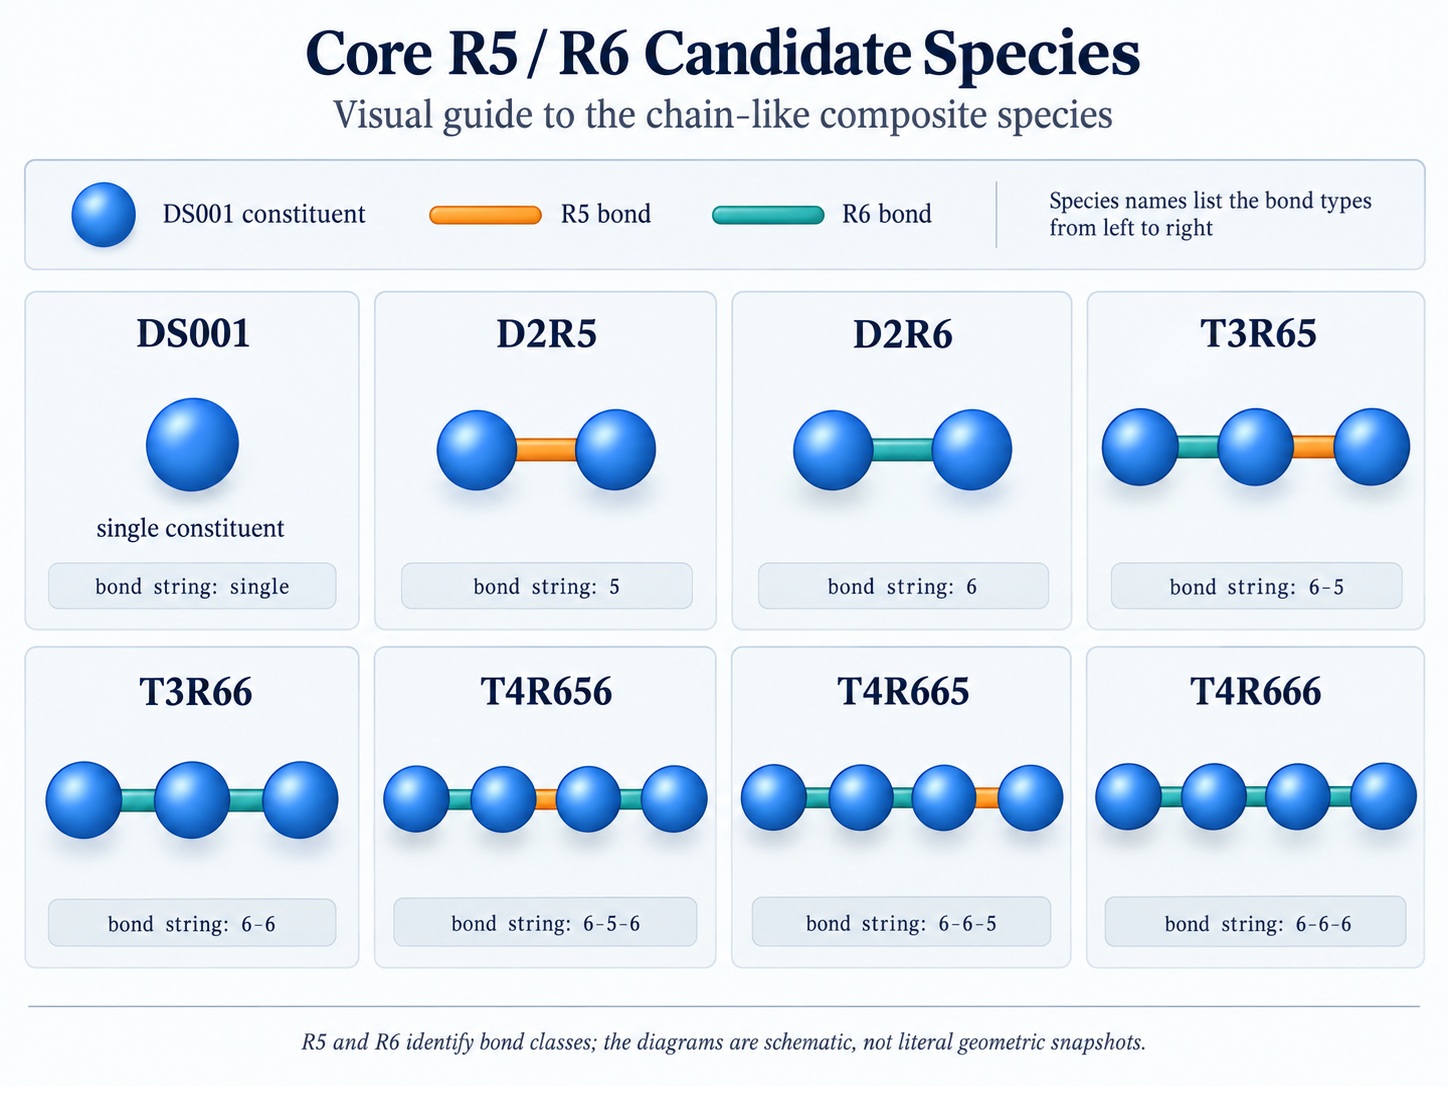 Core R5 / R6 Candidate Species
Visual guide to the chain-like composite species
DS001 constituent
R5 bond
R6 bond
Species names list the bond types
from left to right
DS001
single constituent
bond string: single
D2R5
bond string: 5
D2R6
bond string: 6
T3R65
bond string: 6-5
T3R66
bond string: 6-6
T4R656
bond string: 6-5-6
T4R665
bond string: 6-6-5
T4R666
bond string: 6-6-6
R5 and R6 identify bond classes; the diagrams are schematic, not literal geometric snapshots.